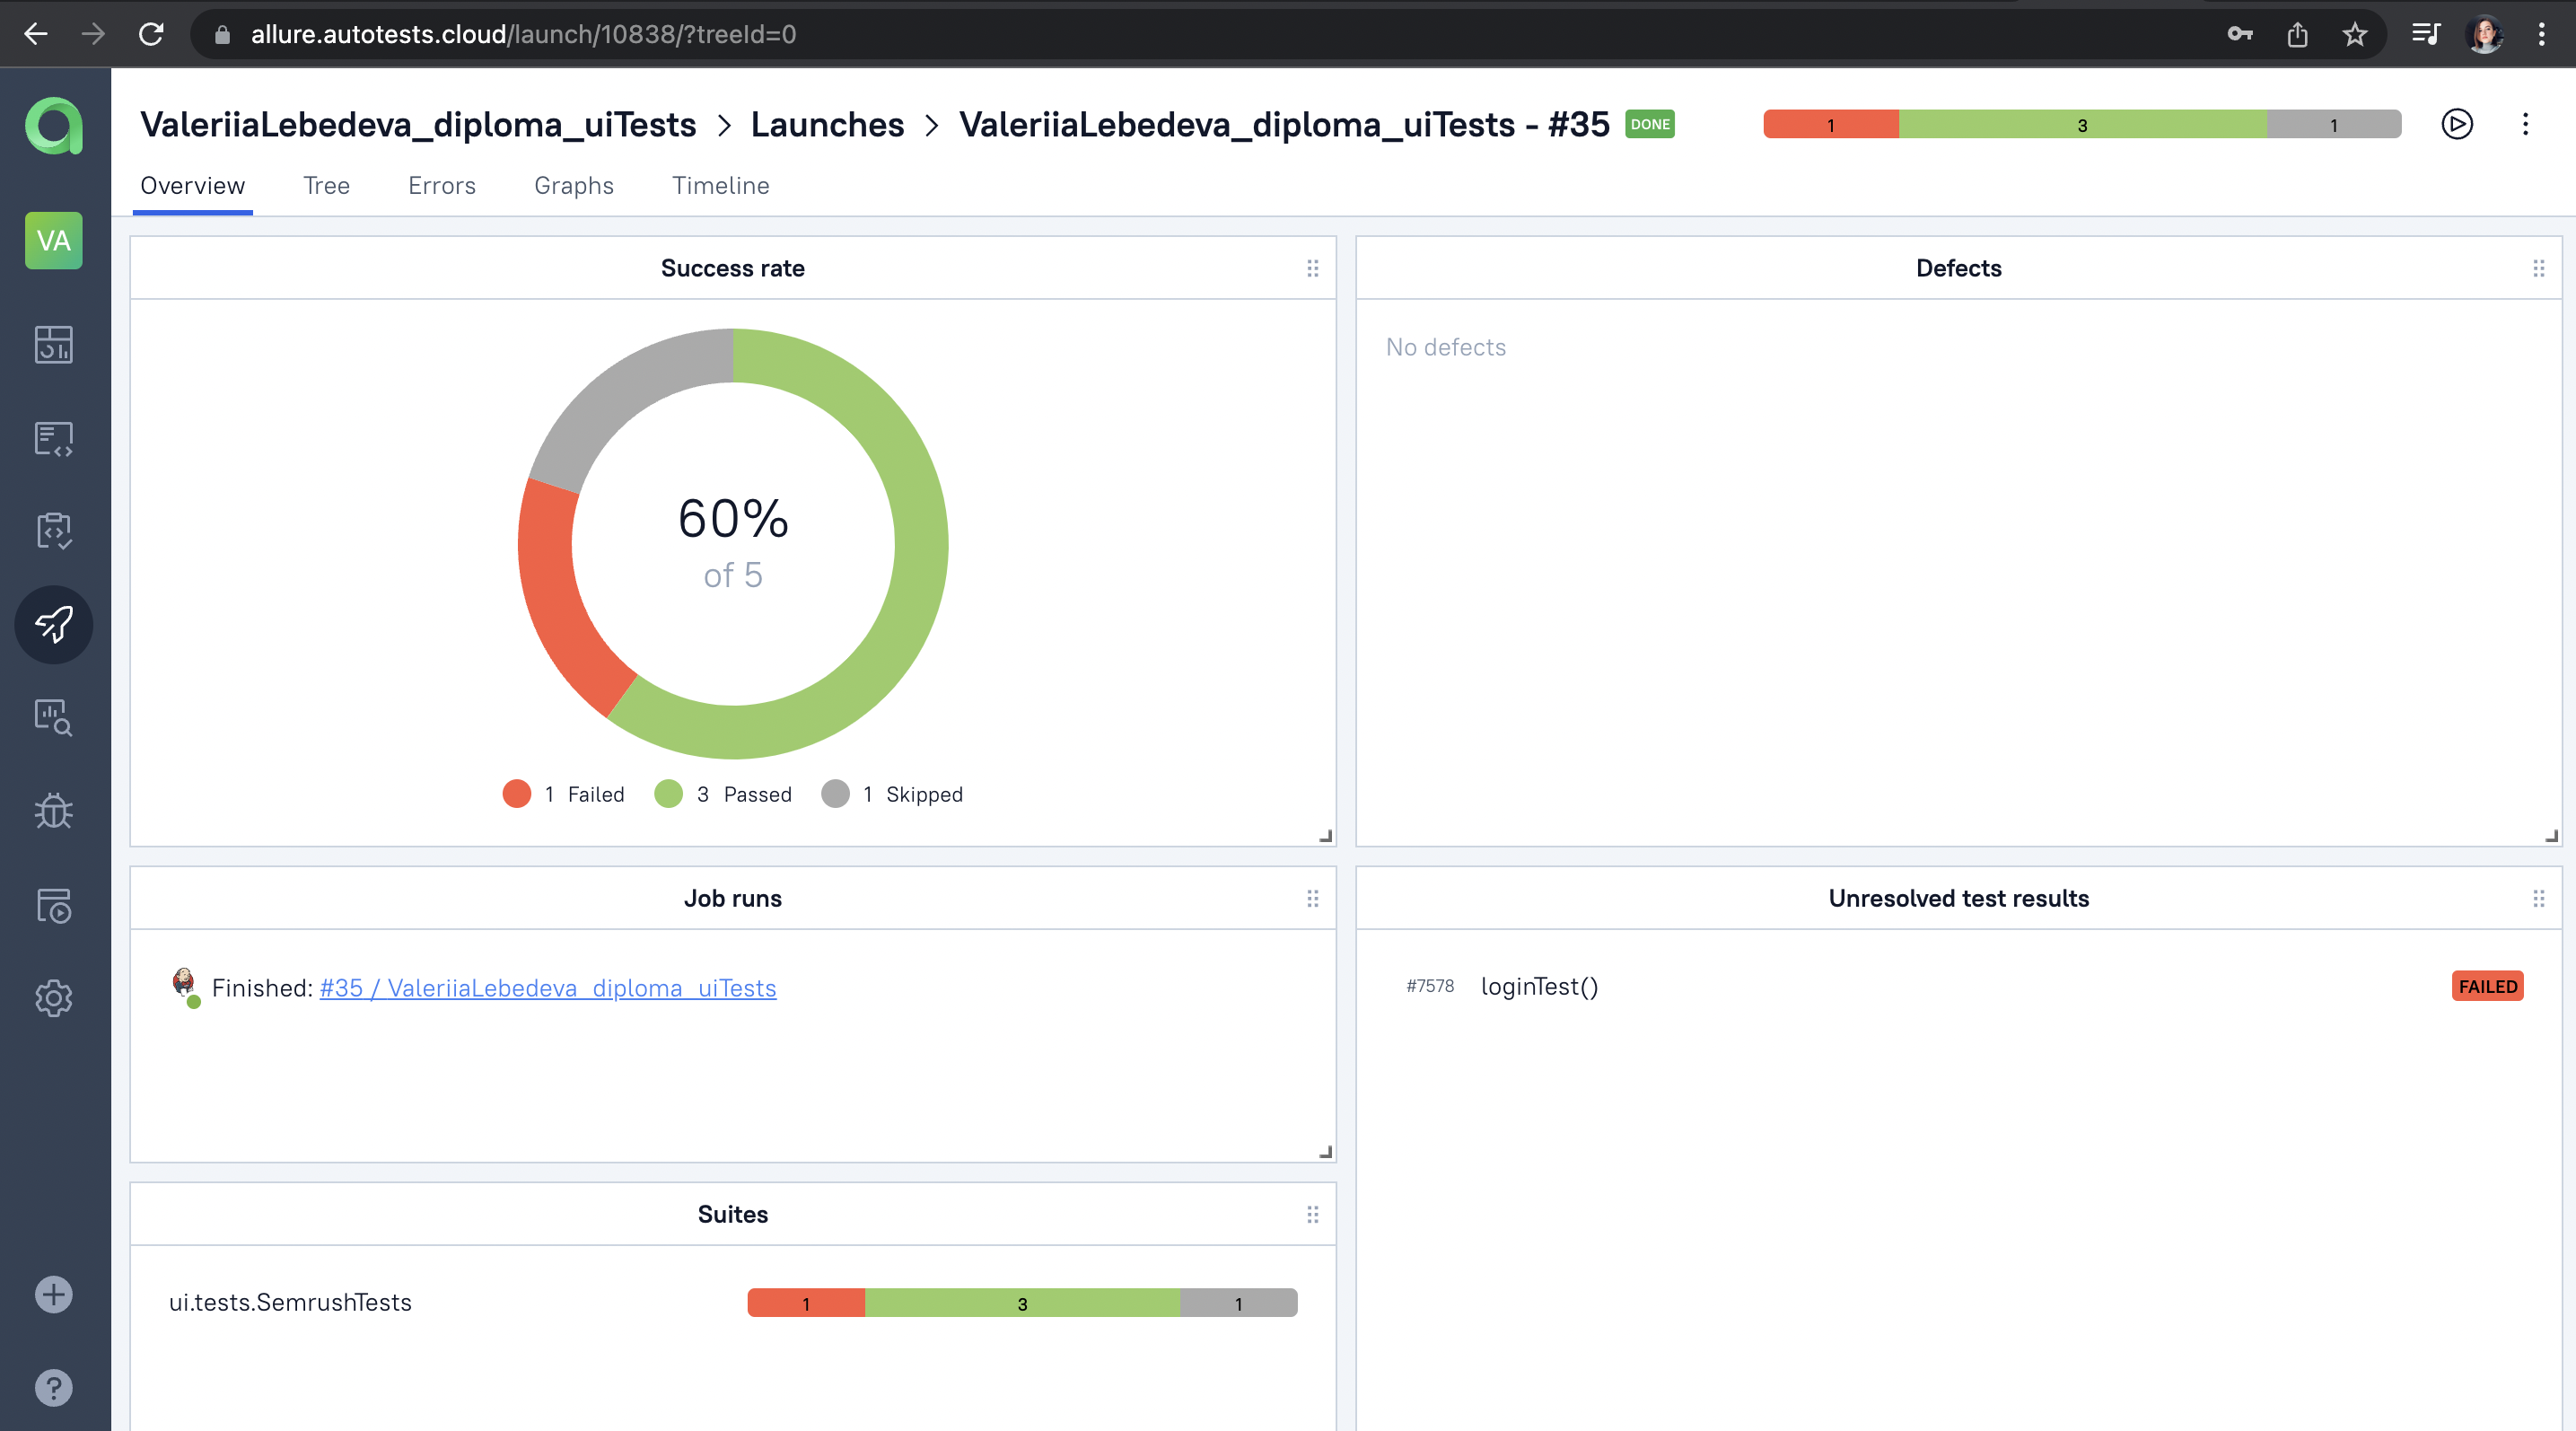 allure.autotests.cloud/launch/10838/?treeId=0
ValeriiaLebedeva_diploma_uiTests > Launches > ValeriiaLebedeva_diploma_uiTests - #35 DONE 1 3 1
Overview Tree Errors Graphs Timeline
VA
Success rate
60%
of 5
1 Failed 3 Passed 1 Skipped
Defects
No defects
Job runs
Finished: #35 / ValeriiaLebedeva_diploma_uiTests
Unresolved test results
#7578 loginTest() FAILED
Suites
ui.tests.SemrushTests 1 3 1